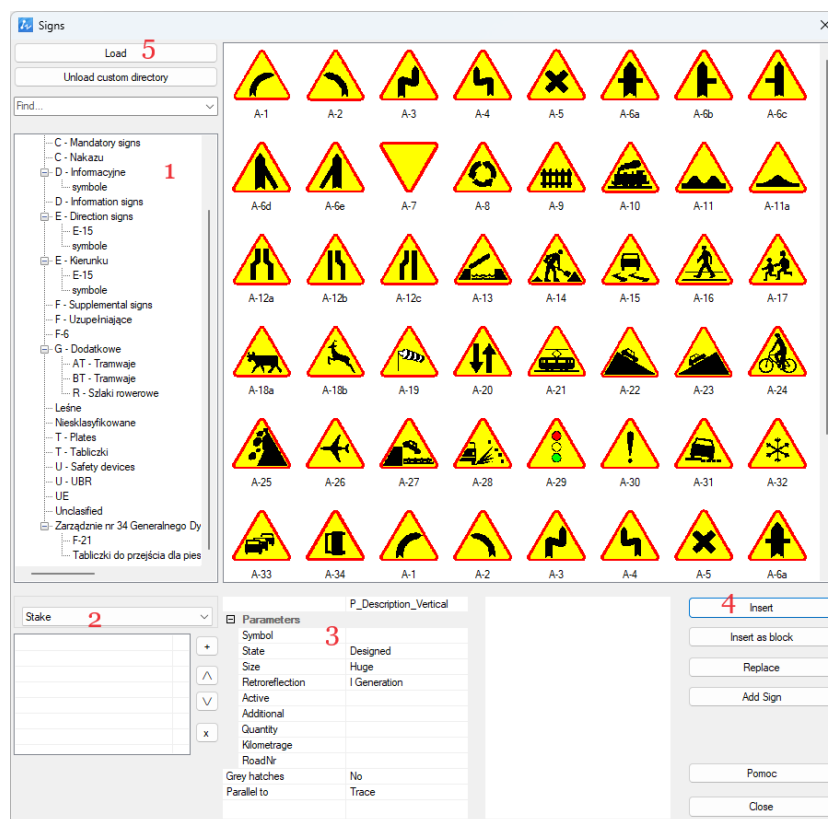 Signs
Load 5
Unload custom directory
Find...
A-1 A-2 A-3 A-4 A-5 A-6a A-6b A-6c
A-6d A-6e A-7 A-8 A-9 A-10 A-11 A-11a
A-12a A-12b A-12c A-13 A-14 A-15 A-16 A-17
A-18a A-18b A-19 A-20 A-21 A-22 A-23 A-24
A-25 A-26 A-27 A-28 A-29 A-30 A-31 A-32
A-33 A-34 A-1 A-2 A-3 A-4 A-5 A-6a
1
C - Mandatory signs
C - Nakazu
D - Informacyjne
symbole
D - Information signs
E - Direction signs
E-15
symbole
E - Kierunku
E-15
symbole
F - Supplemental signs
F - Uzupełniające
F-6
G - Dodatkowe
AT - Tramwaje
BT - Tramwaje
R - Szlaki rowerowe
Leśne
Niesklasyfikowane
T - Plates
T - Tabliczki
U - Safety devices
U - UBR
UE
Unclassified
Zarządznie nr 34 Generalnego Dy
F-21
Tabliczki do przejścia dla pies
Stake 2
+
x
P_Description_Vertical
Parameters
3
Symbol
State Designed
Size Huge
Retroreflection I Generation
Active
Additional
Quantity
Kilometrage
RoadNr
Grey hatches No
Parallel to Trace
4 Insert
Insert as block
Replace
Add Sign
Pomoc
Close